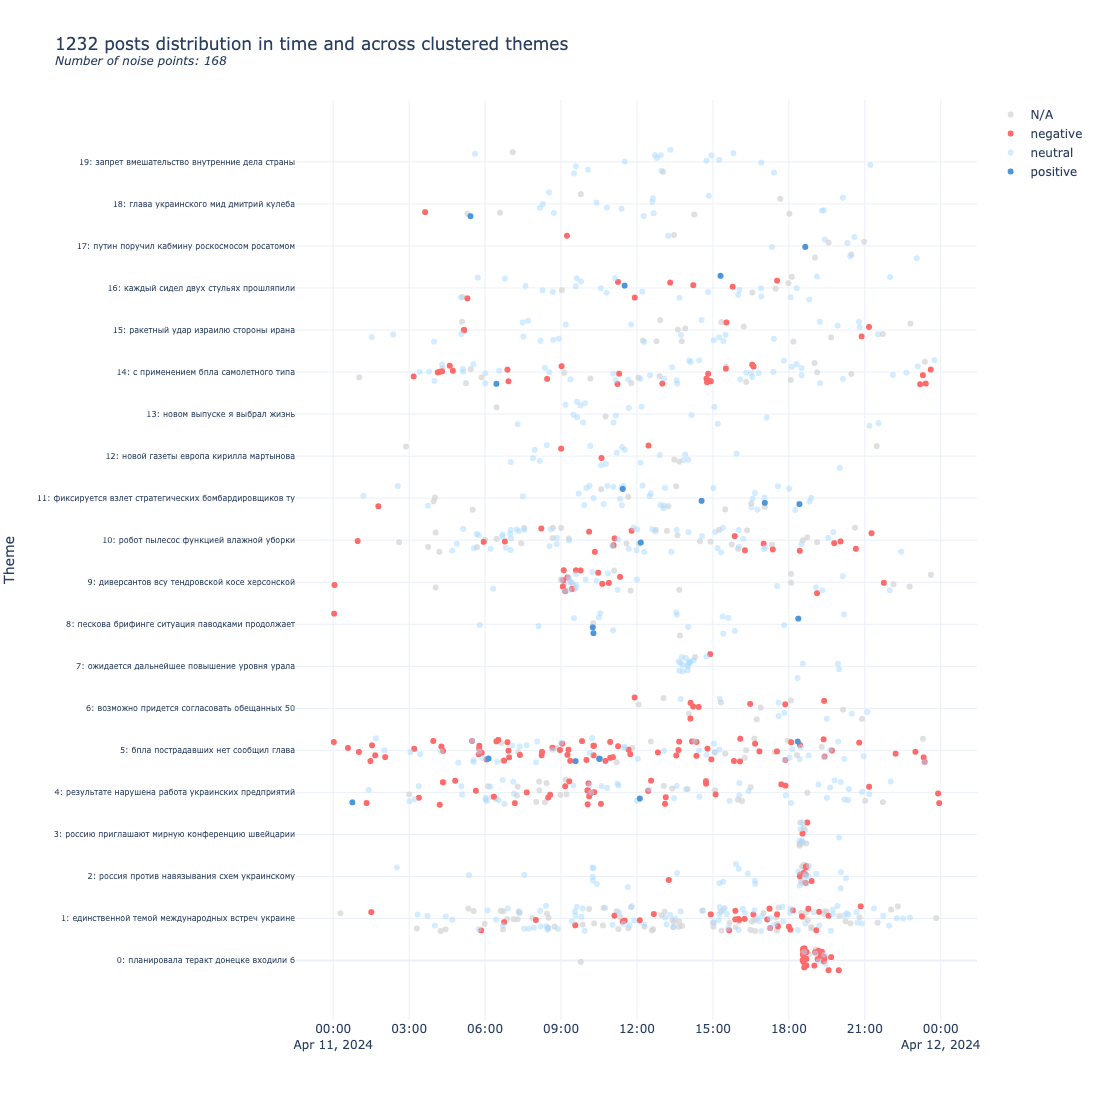 1232 posts distribution in time and across clustered themes
Number of noise points: 168
N/A
negative
neutral
positive
Theme
19: запрет вмешательство внутренние дела страны
18: глава украинского мид дмитрий кулеба
17: путин поручил кабмину роскосмосом росатомом
16: каждый сидел двух стульях прошляпили
15: ракетный удар израилю стороны ирана
14: с применением бпла самолетного типа
13: новом выпуске я выбрал жизнь
12: новой газеты европа кирилла мартынова
11: фиксируется взлет стратегических бомбардировщиков ту
10: робот пылесос функцией влажной уборки
9: диверсантов всу тендровской косе херсонской
8: пескова брифинге ситуация паводками продолжает
7: ожидается дальнейшее повышение уровня урала
6: возможно придется согласовать обещанных 50
5: бпла пострадавших нет сообщил глава
4: результате нарушена работа украинских предприятий
3: россию приглашают мирную конференцию швейцарии
2: россия против навязывания схем украинскому
1: единственной темой международных встреч украине
0: планировала теракт донецке входили 6
00:00 03:00 06:00 09:00 12:00 15:00 18:00 21:00 00:00
Apr 11, 2024 Apr 12, 2024